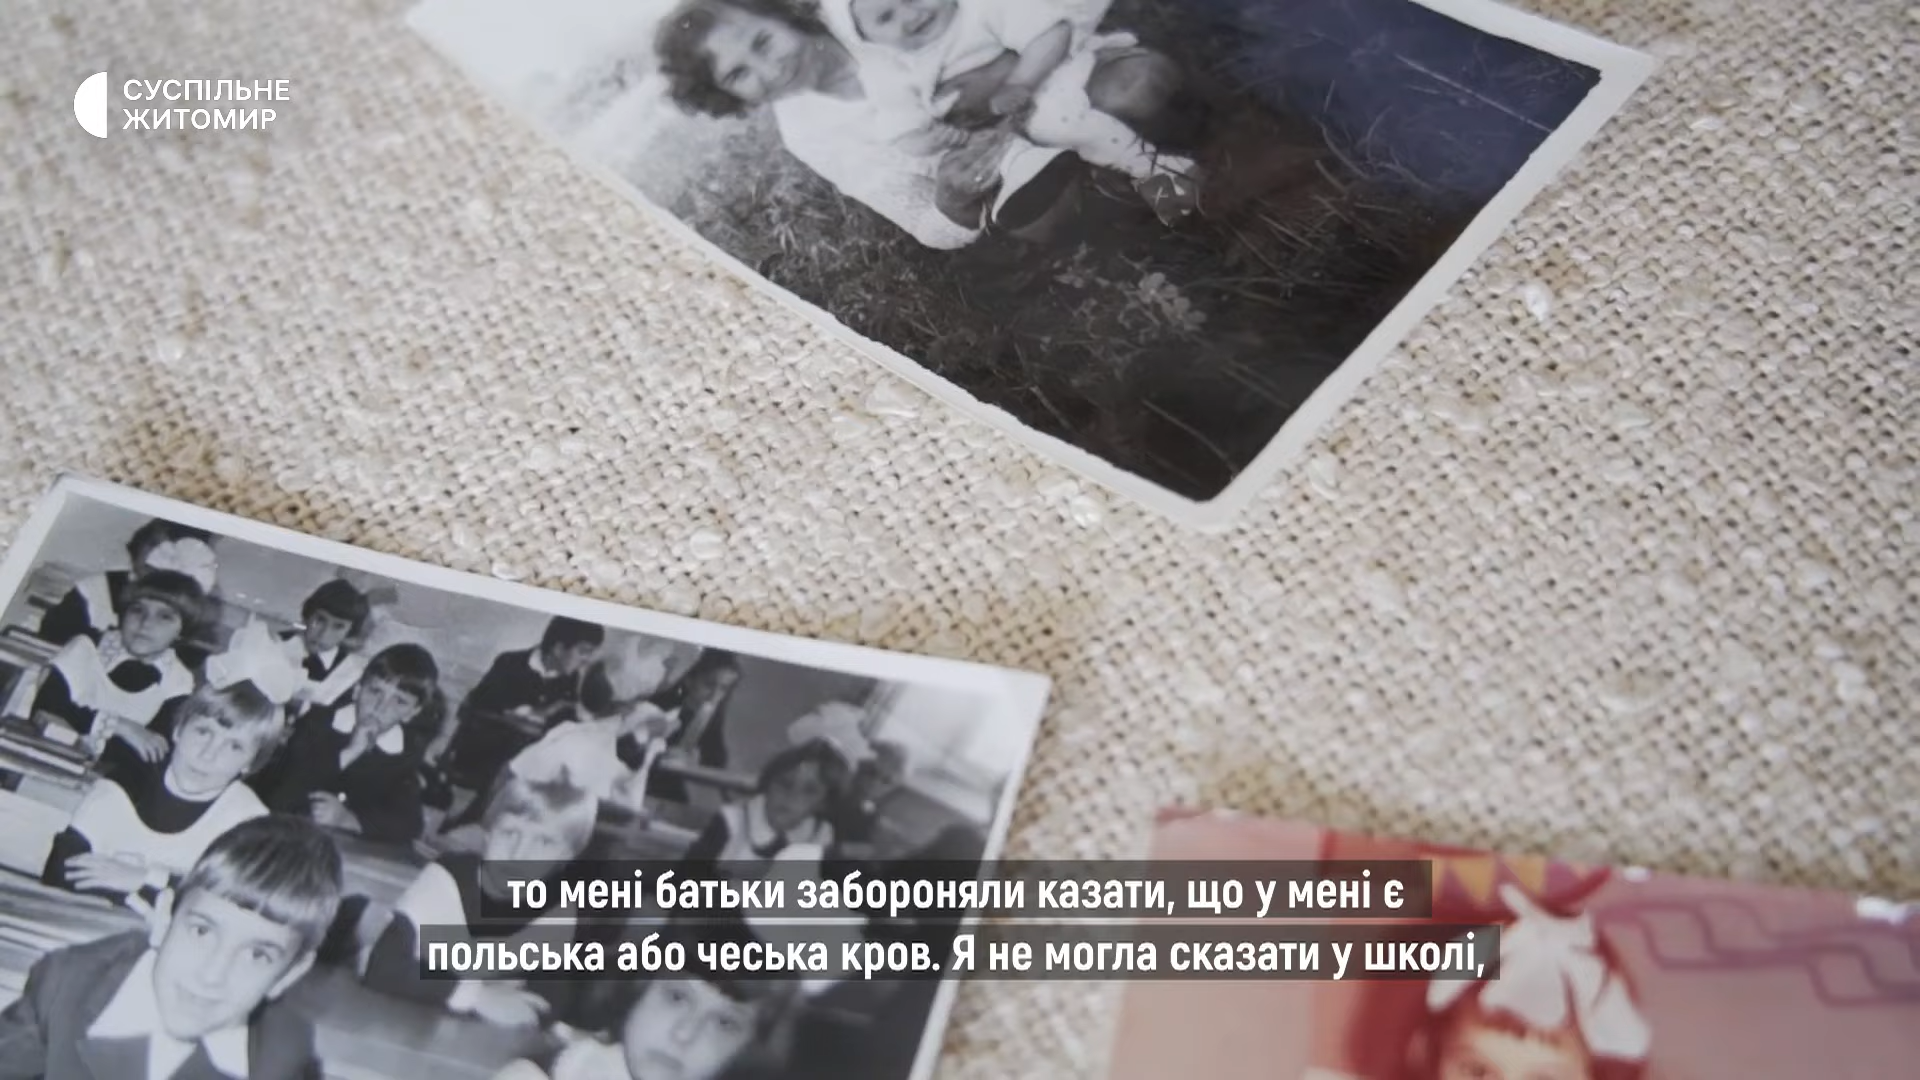 СУСПІЛЬНЕ
ЖИТОМИР
то мені батьки забороняли казати, що у мені є
польська або чеська кров. Я не могла сказати у школі,